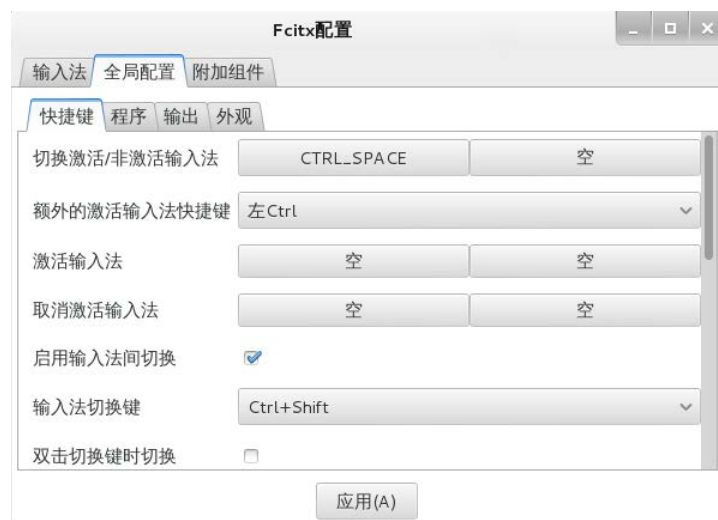 Fcitx配置
输入法 全局配置 附加组件
快捷键 程序 输出 外观
切换激活/非激活输入法 CTRL_SPACE 空
额外的激活输入法快捷键 左Ctrl
激活输入法 空 空
取消激活输入法 空 空
启用输入法间切换
输入法切换键 Ctrl+Shift
双击切换键时切换
应用(A)